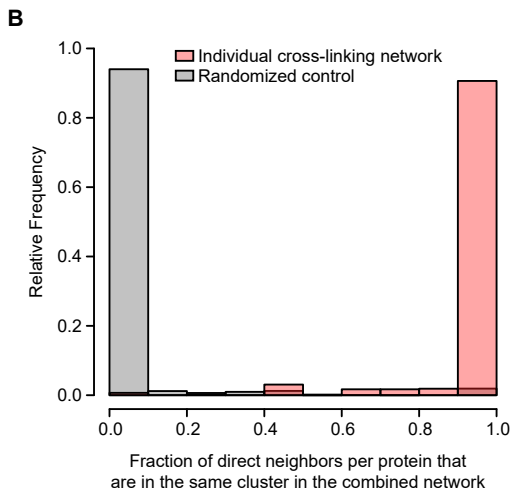 B
Individual cross-linking network
Randomized control
1.0
0.8
0.6
0.4
0.2
0.0
Relative Frequency
0.0 0.2 0.4 0.6 0.8 1.0
Fraction of direct neighbors per protein that
are in the same cluster in the combined network